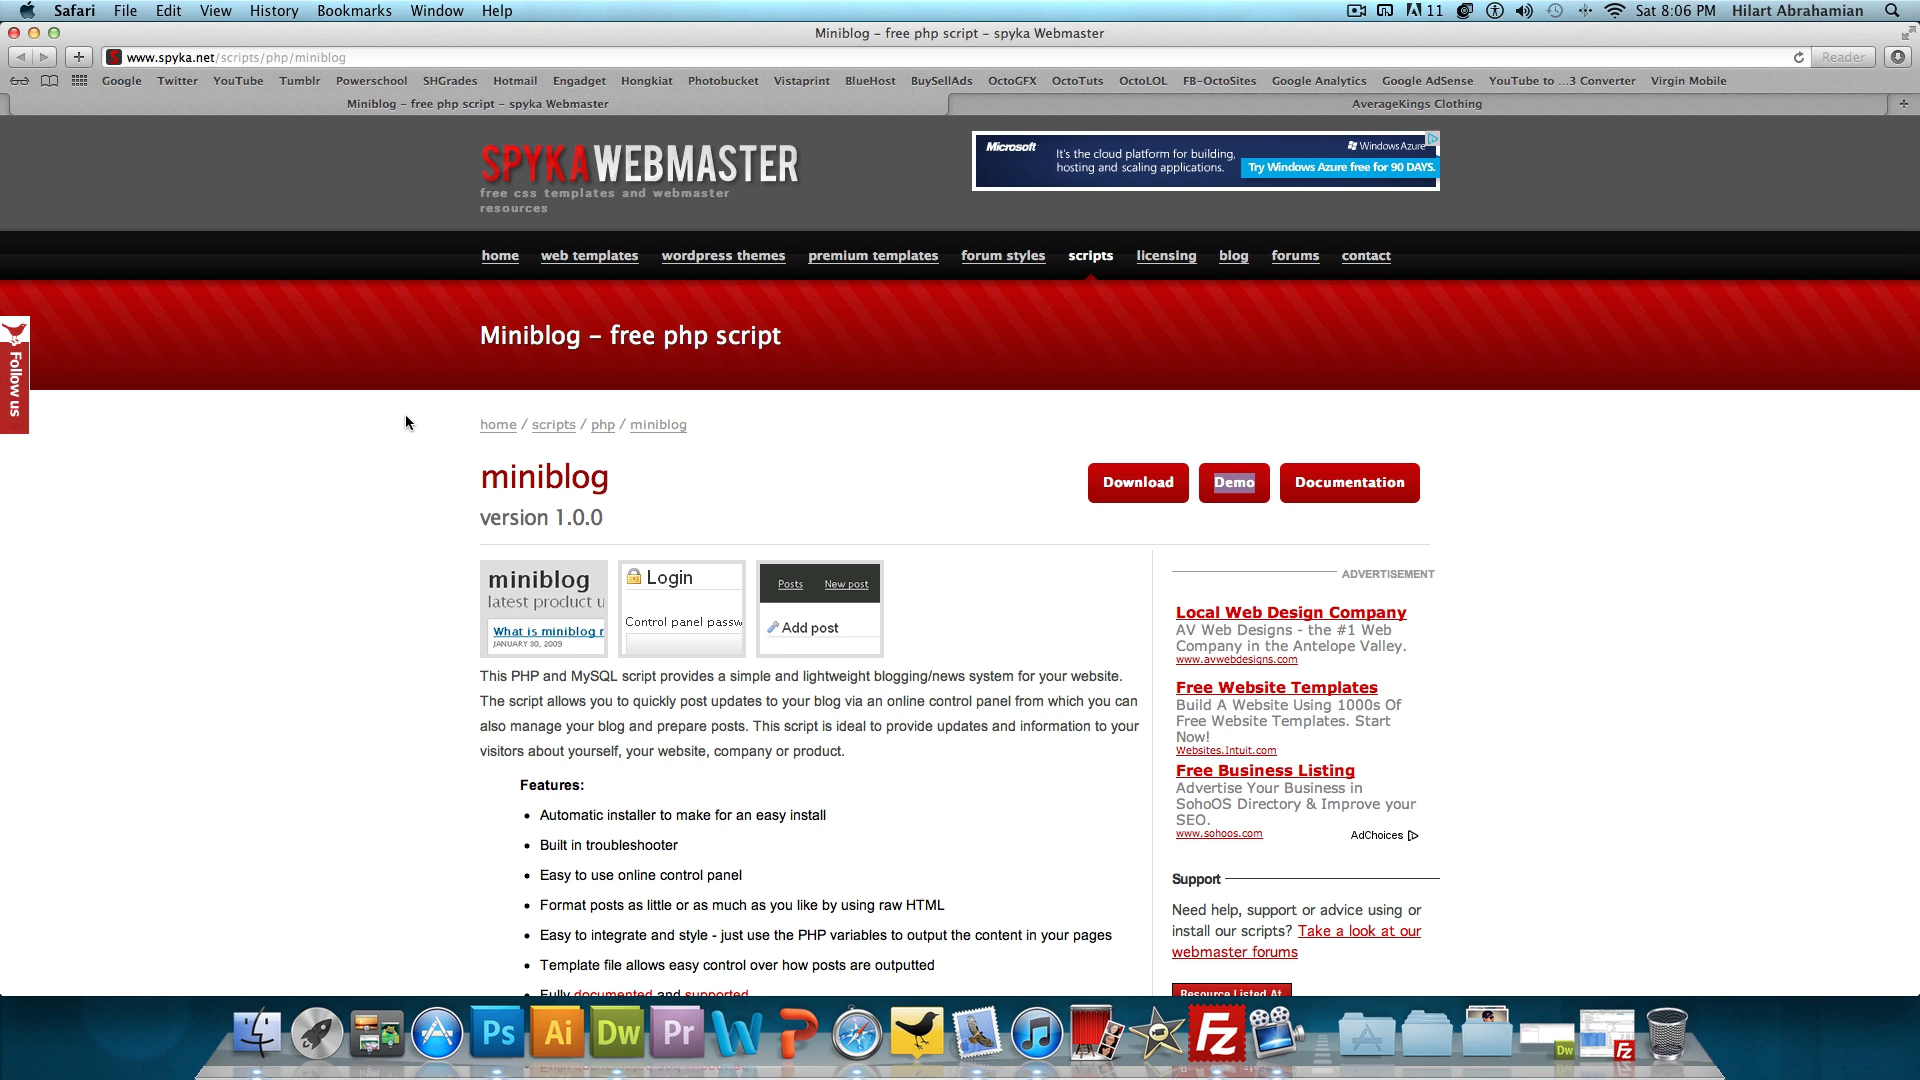 Safari File Edit View History Bookmarks Window Help
11 Sat 8:06 PM Hilart Abrahamian
Miniblog – free php script – spyka Webmaster
www.spyka.net/scripts/php/miniblog
Reader
Google Twitter YouTube Tumblr Powerschool SHGrades Hotmail Engadget Hongkiat Photobucket Vistaprint BlueHost BuySellAds OctoGFX OctoTuts OctoLOL FB-OctoSites Google Analytics Google AdSense YouTube to ...3 Converter Virgin Mobile
Miniblog – free php script – spyka Webmaster
AverageKings Clothing
SPYKAWEBMASTER
free css templates and webmaster
resources
Microsoft
It's the cloud platform for building,
hosting and scaling applications.
Windows Azure
Try Windows Azure free for 90 DAYS.
home web templates wordpress themes premium templates forum styles scripts licensing blog forums contact
Miniblog – free php script
Follow us
home / scripts / php / miniblog
miniblog
version 1.0.0
Download Demo Documentation
miniblog
latest product u
What is miniblog
JANUARY 30, 2009
Login
Control panel passw
Posts New post
Add post
This PHP and MySQL script provides a simple and lightweight blogging/news system for your website.
The script allows you to quickly post updates to your blog via an online control panel from which you can
also manage your blog and prepare posts. This script is ideal to provide updates and information to your
visitors about yourself, your website, company or product.
Features:
• Automatic installer to make for an easy install
• Built in troubleshooter
• Easy to use online control panel
• Format posts as little or as much as you like by using raw HTML
• Easy to integrate and style - just use the PHP variables to output the content in your pages
• Template file allows easy control over how posts are outputted
• Fully documented and supported
ADVERTISEMENT
Local Web Design Company
AV Web Designs - the #1 Web
Company in the Antelope Valley.
www.avwebdesigns.com
Free Website Templates
Build A Website Using 1000s Of
Free Website Templates. Start
Now!
Websites.Intuit.com
Free Business Listing
Advertise Your Business in
SohoOS Directory & Improve your
SEO.
www.sohoos.com
AdChoices
Support
Need help, support or advice using or
install our scripts? Take a look at our
webmaster forums
Resource Listed At
Ps Ai Dw Pr W P Fz Dw Fz